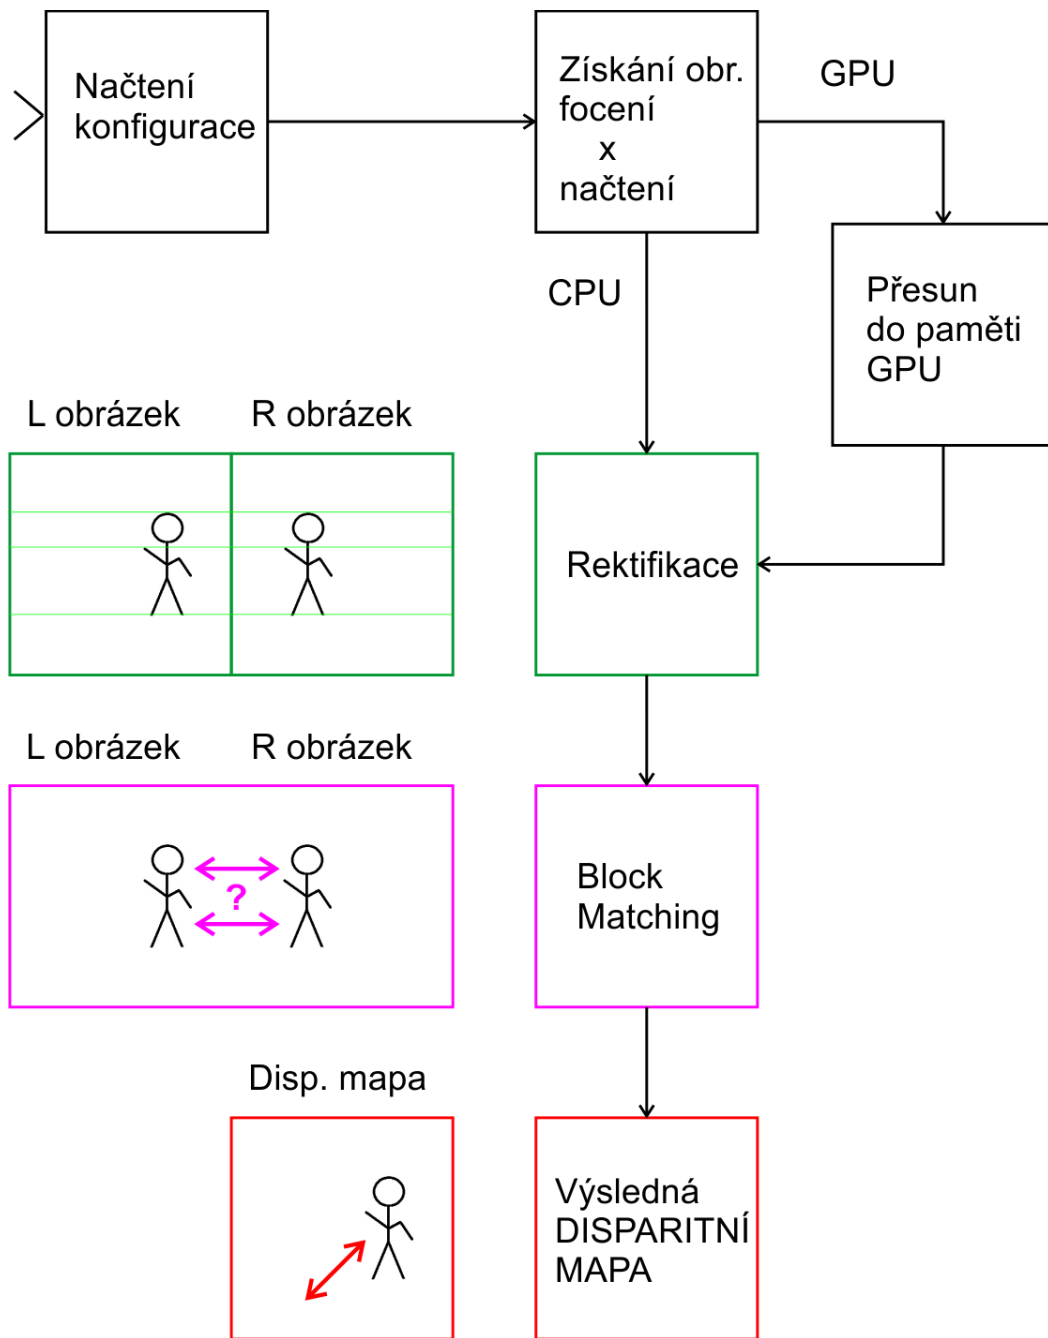 Načtení
konfigurace
Získání obr.
focení
x
načtení
GPU
CPU
Přesun
do paměti
GPU
L obrázek
R obrázek
Rektifikace
L obrázek
R obrázek
?
Block
Matching
Disp. mapa
Výsledná
DISPARITNÍ
MAPA